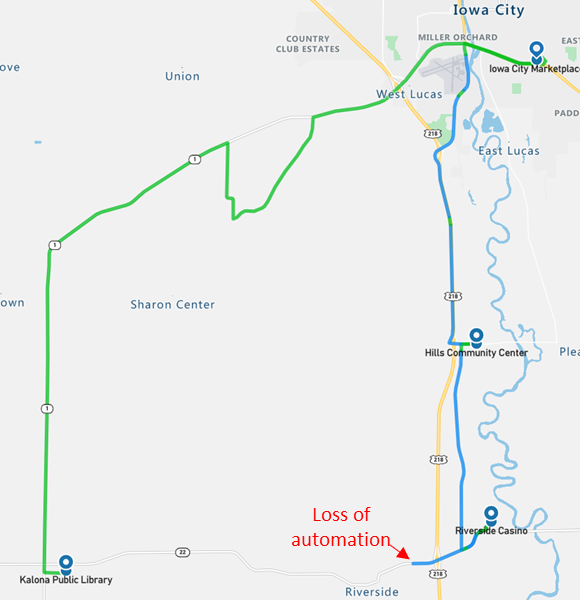 Iowa City
MILLER ORCHARD
COUNTRY
CLUB ESTATES
EAST
ove
Union
Iowa City Marketplace
West Lucas
PADD
218
East Lucas
1
1
own
Sharon Center
218
Hills Community Center
Plea
1
218
Loss of
automation
Riverside Casino
22
Kalona Public Library
218
Riverside